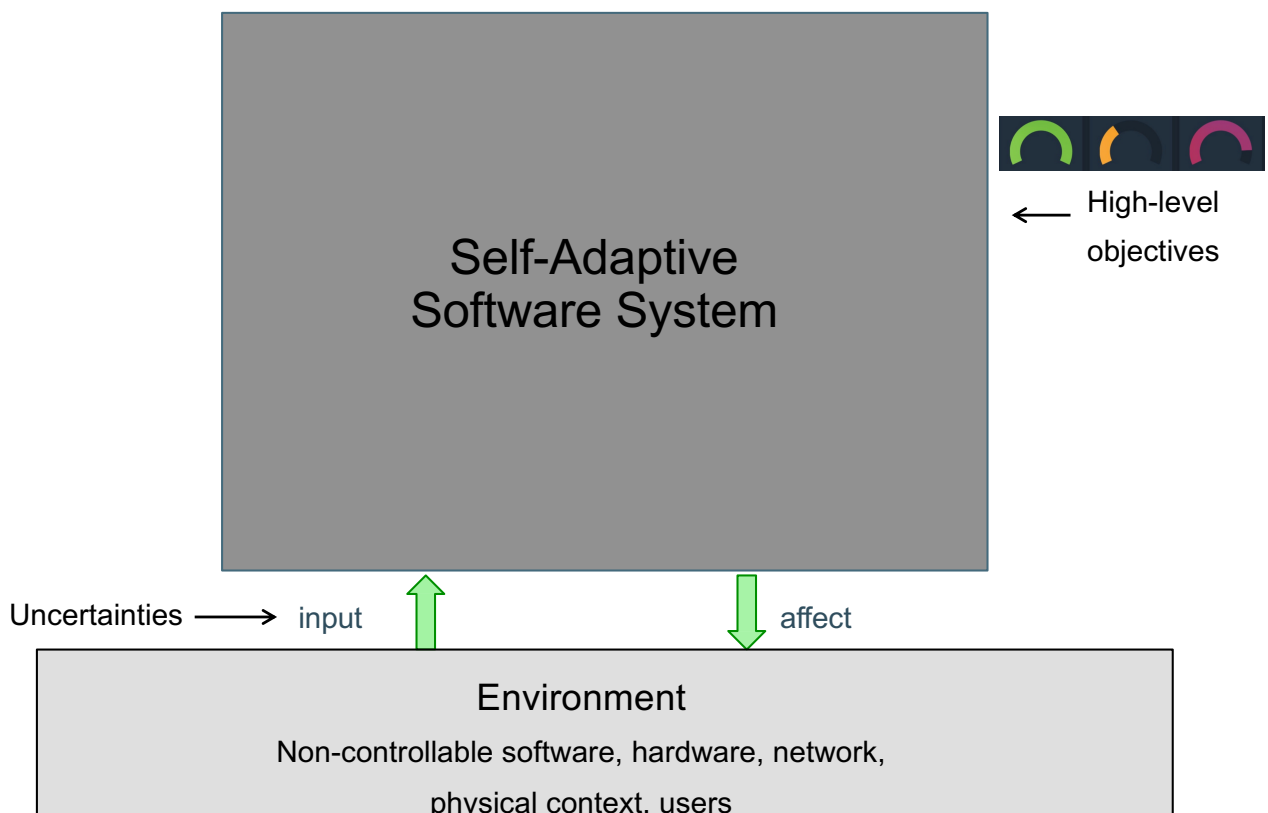 High-level
objectives
Self-Adaptive
Software System
Uncertainties
input
affect
Environment
Non-controllable software, hardware, network,
physical context, users